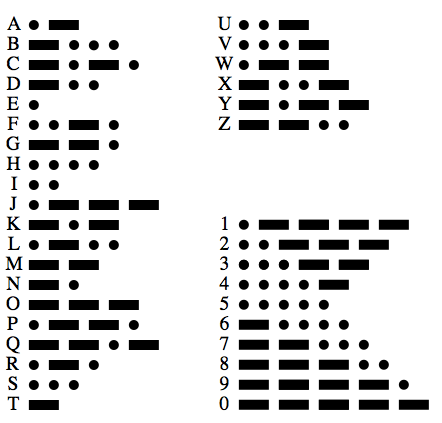 A • —
B — • • •
C — • — •
D — • •
E •
F • • — •
G — — •
H • • • •
I • •
J • — — —
K — • —
L • — • •
M — —
N — •
O — — —
P • — — •
Q — — • —
R • — •
S • • •
T —
U • • —
V • • • —
W • — —
X — • • —
Y — • — —
Z — — • •
1 • — — — —
2 • • — — —
3 • • • — —
4 • • • • —
5 • • • • •
6 — • • • •
7 — — • • •
8 — — — • •
9 — — — — •
0 — — — — —